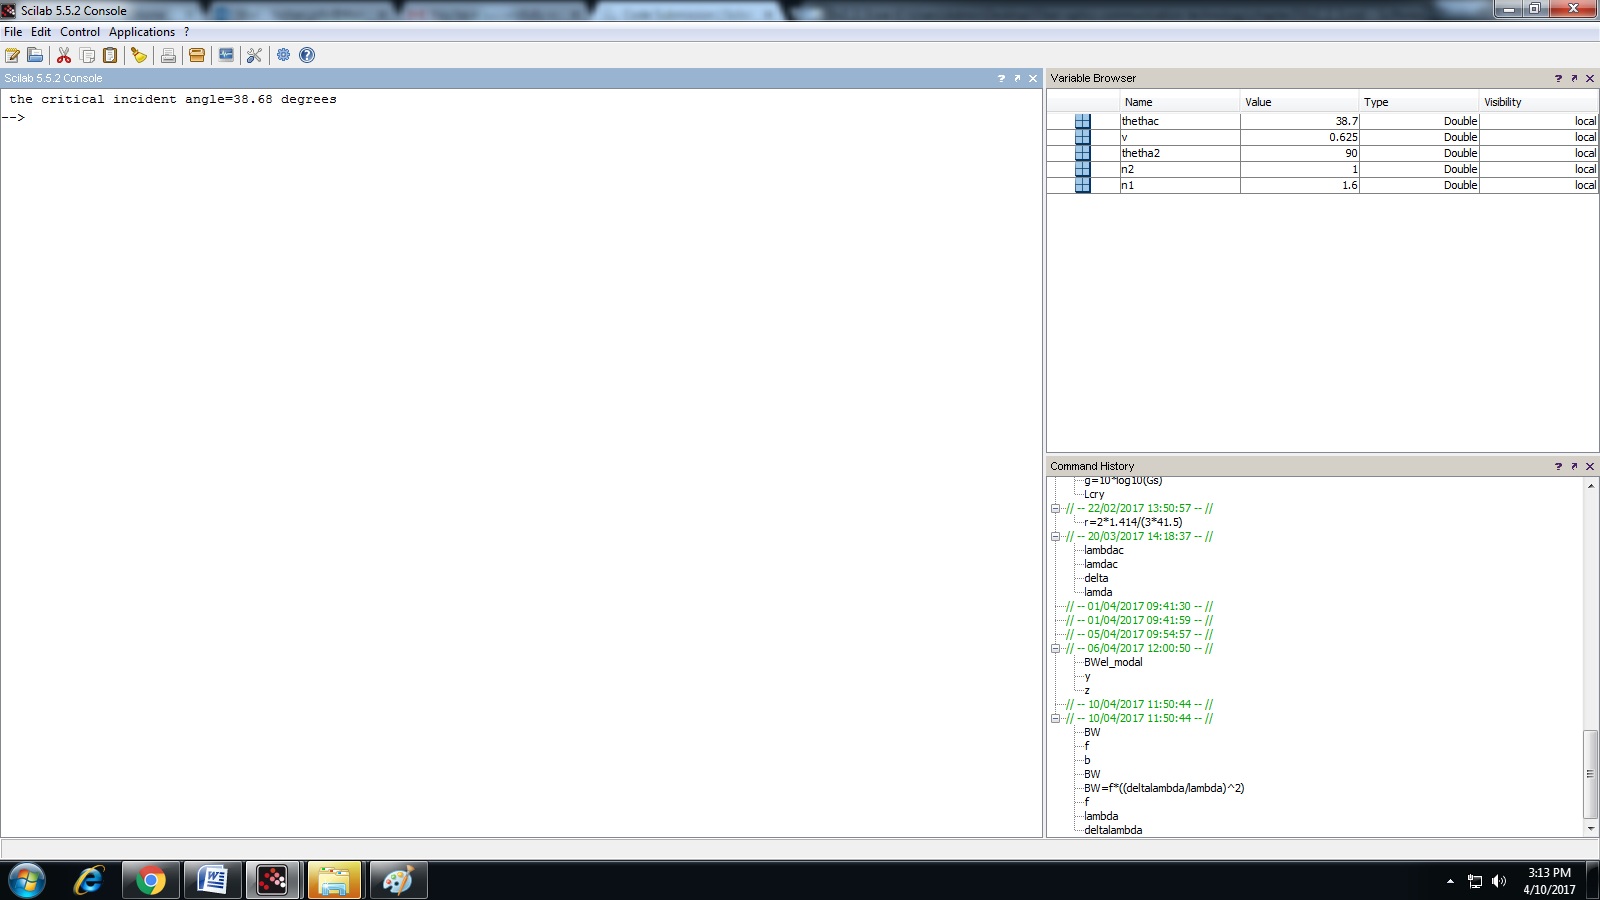 Scilab 5.5.2 Console
File Edit Control Applications ?
Scilab 5.5.2 Console
the critical incident angle=38.68 degrees
-->
Variable Browser
Name Value Type Visibility
thethac 38.7 Double local
v 0.625 Double local
thetha2 90 Double local
n2 1 Double local
n1 1.6 Double local
Command History
g=10*log10(Gs)
Lcry
// -- 22/02/2017 13:50:57 -- //
r=2*1.414/(3*41.5)
// -- 20/03/2017 14:18:37 -- //
lambdac
lamdac
delta
lamda
// -- 01/04/2017 09:41:30 -- //
// -- 01/04/2017 09:41:59 -- //
// -- 05/04/2017 09:54:57 -- //
// -- 06/04/2017 12:00:50 -- //
BWel_modal
y
z
// -- 10/04/2017 11:50:44 -- //
// -- 10/04/2017 11:50:44 -- //
BW
f
b
BW
BW=f*((deltalambda/lambda)^2)
f
lambda
deltalambda
3:13 PM
4/10/2017